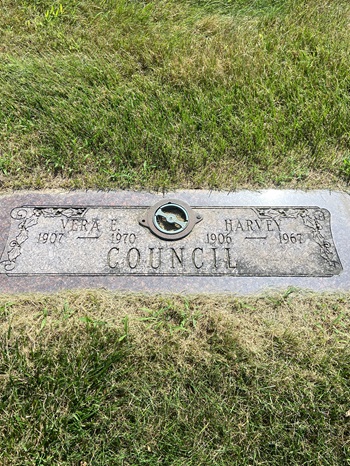 VERA E. HARVEY
1907 — 1970 1906 — 1967
COUNCIL